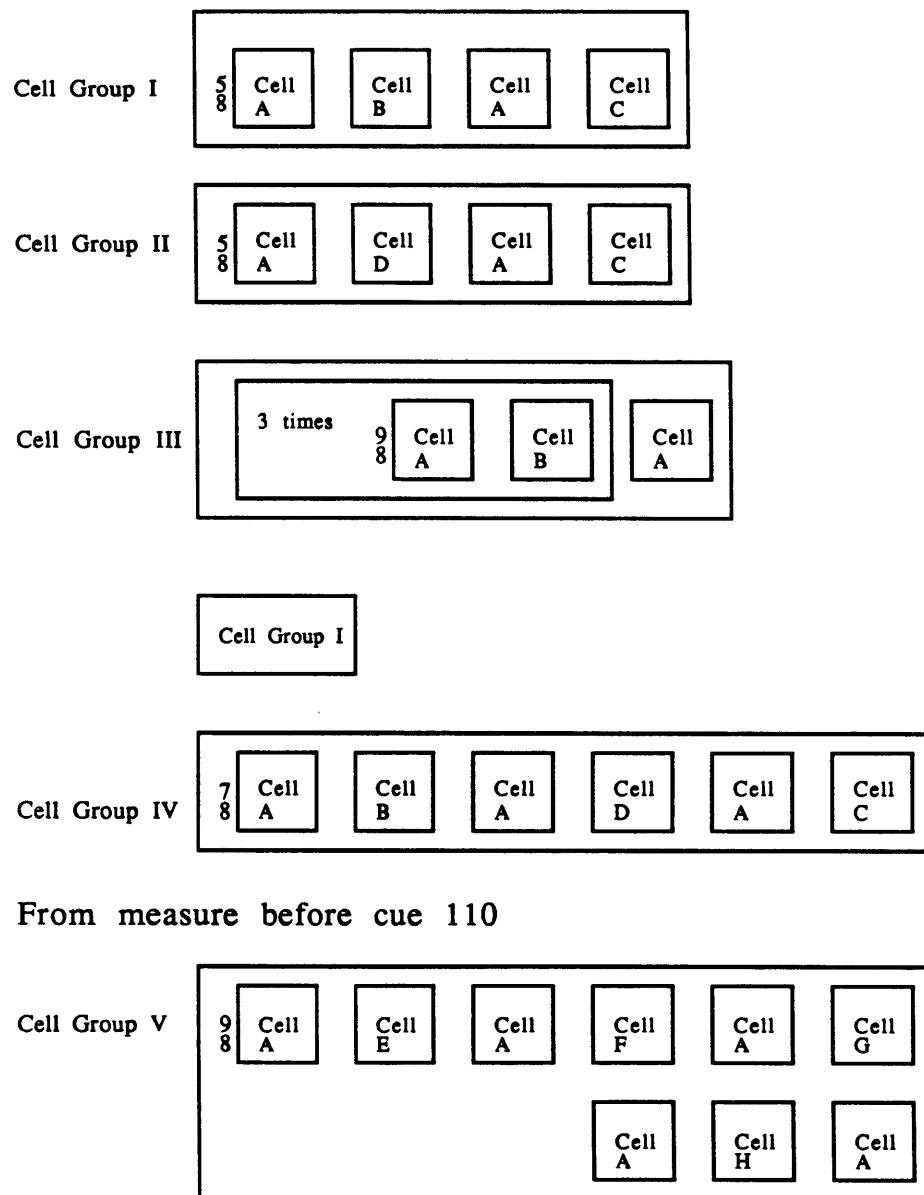 Cell Group I 5 8 Cell A Cell B Cell A Cell C
Cell Group II 5 8 Cell A Cell D Cell A Cell C
Cell Group III 3 times 9 8 Cell A Cell B Cell A
Cell Group I
Cell Group IV 7 8 Cell A Cell B Cell A Cell D Cell A Cell C
From measure before cue 110
Cell Group V 9 8 Cell A Cell E Cell A Cell F Cell A Cell G
Cell A Cell H Cell A